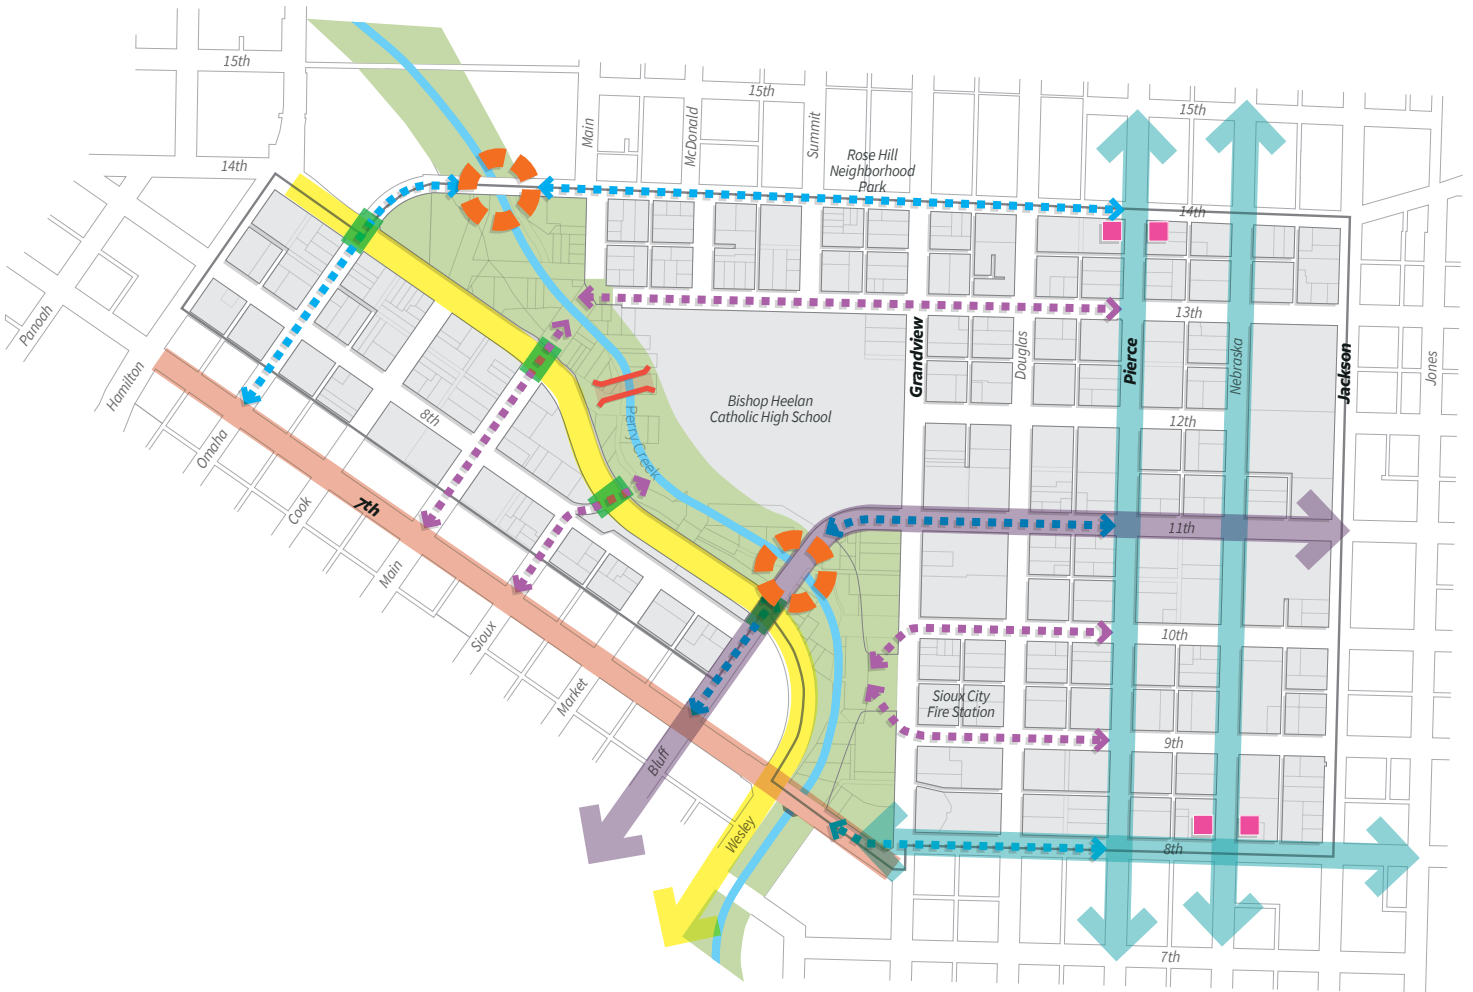 15th
15th
15th
Main
McDonald
Summit
14th
Rose Hill
Neighborhood
Park
14th
Panoah
Hamilton
13th
Grandview
Douglas
Pierce
Nebraska
Jackson
Jones
8th
Bishop Heelan
Catholic High School
Perry Creek
12th
Omaha
Cook
7th
11th
Main
Sioux
Market
10th
Sioux City
Fire Station
9th
Bluff
Wesley
8th
7th